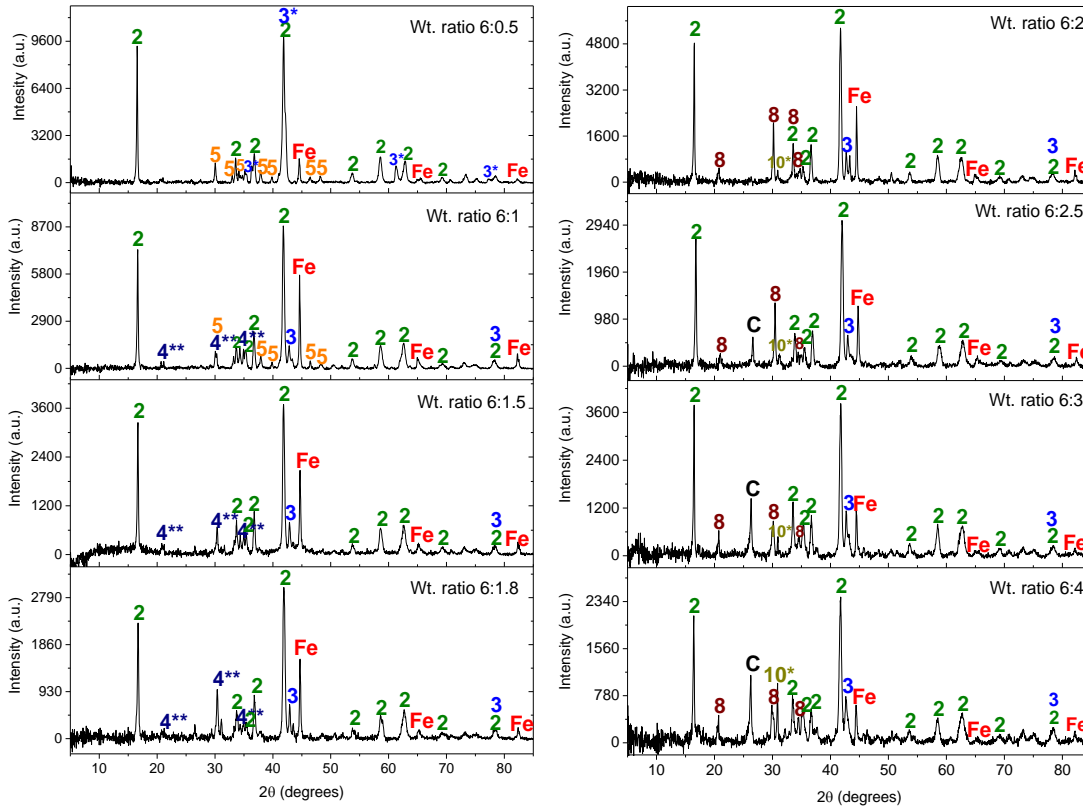 Wt. ratio 6:0.5
Intesity (a.u.)
9600
6400
3200
0
2 5 5 2 5 3* 2 5 5 3* 2 Fe 5 5 2 2 3* 2 Fe 2 3* Fe
Wt. ratio 6:1
Intensity (a.u.)
8700
5800
2900
0
2 4** 5 4** 2 4** 2 2 5 5 2 3 Fe 5 5 2 2 2 Fe 2 3 2 Fe
Wt. ratio 6:1.5
Intensity (a.u.)
3600
2400
1200
0
2 4** 4** 2 4** 2 2 2 3 Fe 2 2 2 Fe 2 3 2 Fe
Wt. ratio 6:1.8
Intensity (a.u.)
2790
1860
930
0
2 4** 4** 2 4** 2 2 2 3 Fe 2 2 2 Fe 2 3 2 Fe
10 20 30 40 50 60 70 80
2θ (degrees)
Wt. ratio 6:2
Intensity (a.u.)
4800
3200
1600
0
2 8 8 10* 8 2 8 2 2 2 3 Fe 2 2 2 Fe 2 3 2 Fe
Wt. ratio 6:2.5
Intenstiy (a.u.)
2940
1960
980
0
2 8 C 8 10* 2 8 2 2 2 3 Fe 2 2 2 Fe 2 3 2 Fe
Wt. ratio 6:3
Intensity (a.u.)
3600
2400
1200
0
2 8 C 8 10* 2 8 2 2 2 3 Fe 2 2 2 Fe 2 3 2 Fe
Wt. ratio 6:4
Intensity (a.u.)
2340
1560
780
0
2 8 C 8 10* 2 8 2 2 2 3 Fe 2 2 2 Fe 2 3 2 Fe
10 20 30 40 50 60 70 80
2θ (degrees)